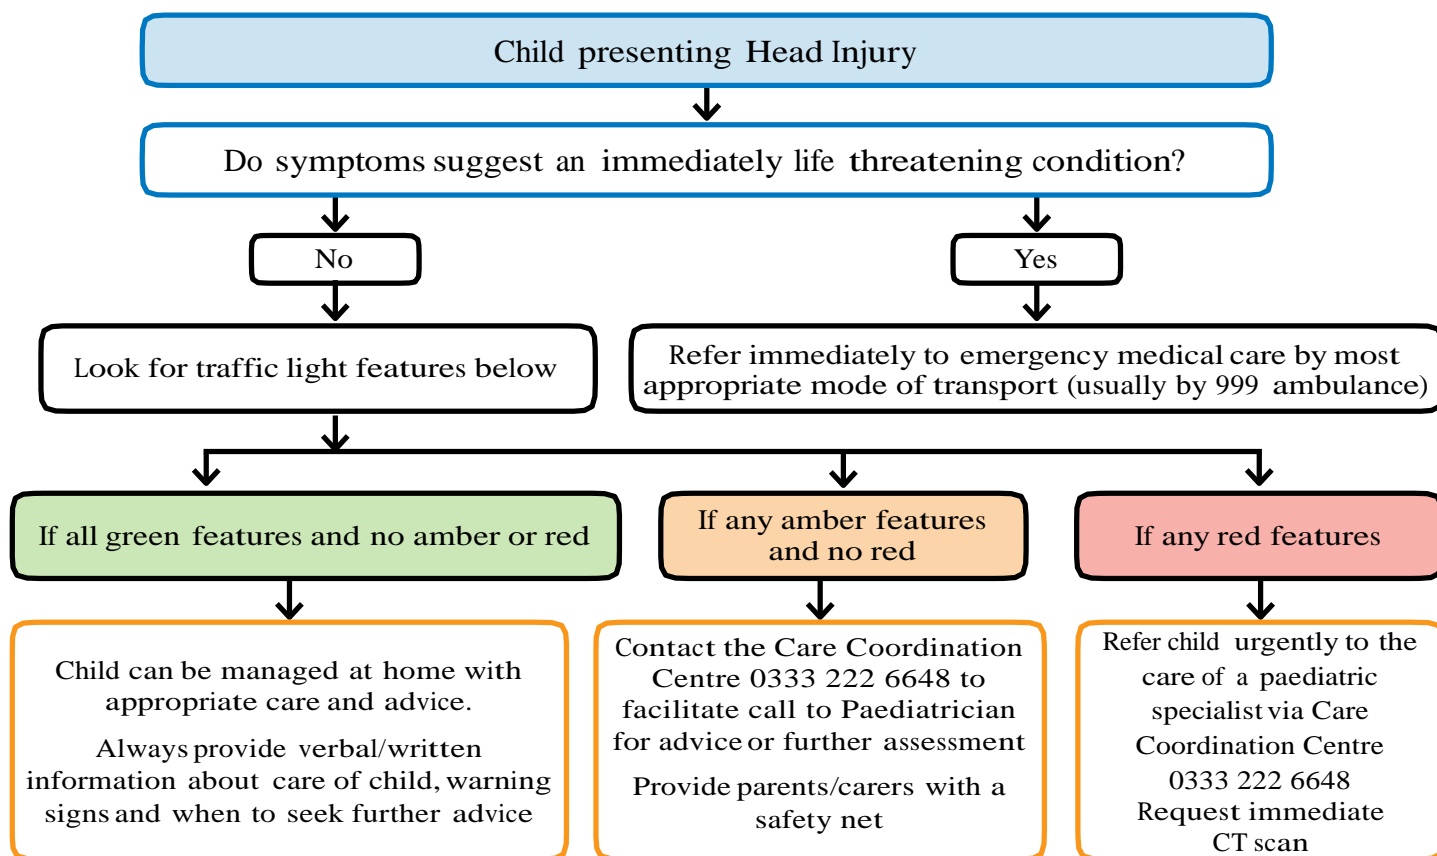 Child presenting Head Injury
Do symptoms suggest an immediately life threatening condition?
No
Yes
Look for traffic light features below
Refer immediately to emergency medical care by most
appropriate mode of transport (usually by 999 ambulance)
If all green features and no amber or red
If any amber features
and no red
If any red features
Child can be managed at home with
appropriate care and advice.
Always provide verbal/written
information about care of child, warning
signs and when to seek further advice
Contact the Care Coordination
Centre 0333 222 6648 to
facilitate call to Paediatrician
for advice or further assessment
Provide parents/carers with a
safety net
Refer child urgently to the
care of a paediatric
specialist via Care
Coordination Centre
0333 222 6648
Request immediate
CT scan